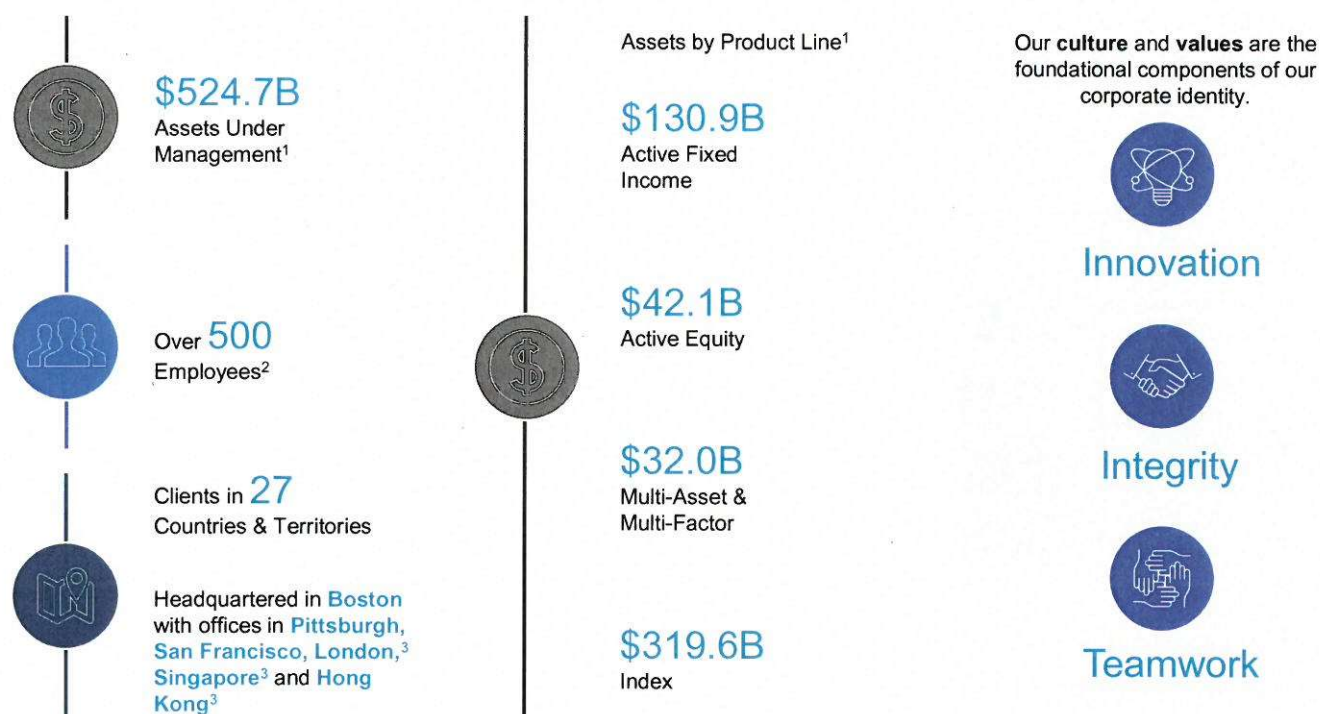 $524.7B
Assets Under
Management¹
Over 500
Employees²
Clients in 27
Countries & Territories
Headquartered in Boston
with offices in Pittsburgh,
San Francisco, London,³
Singapore³ and Hong
Kong³
Assets by Product Line¹
$130.9B
Active Fixed
Income
$42.1B
Active Equity
$32.0B
Multi-Asset &
Multi-Factor
$319.6B
Index
Our culture and values are the
foundational components of our
corporate identity.
Innovation
Integrity
Teamwork